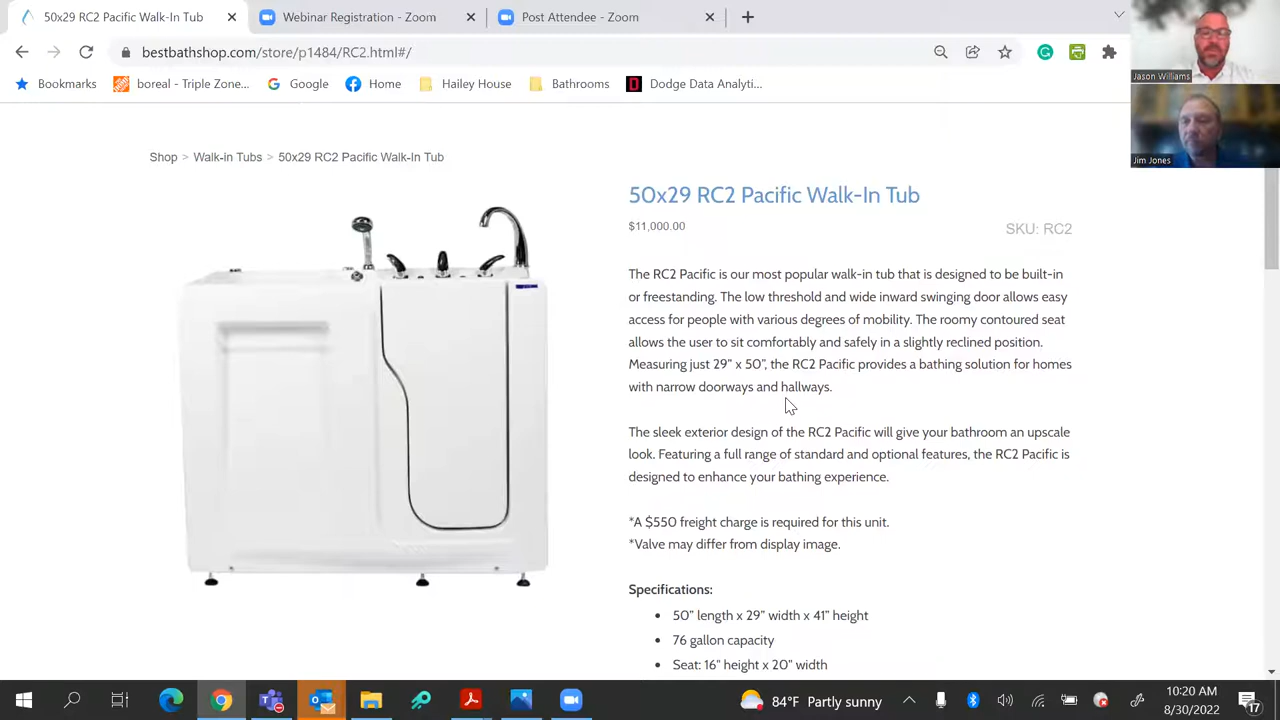 50x29 RC2 Pacific Walk-In Tub
Webinar Registration - Zoom
Post Attendee - Zoom
bestbathshop.com/store/p1484/RC2.html#/
Bookmarks
boreal - Triple Zone...
Google
Home
Hailey House
Bathrooms
Dodge Data Analyti...
Jason Williams
Jim Jones
Shop > Walk-in Tubs > 50x29 RC2 Pacific Walk-In Tub
50x29 RC2 Pacific Walk-In Tub
$11,000.00
SKU: RC2
The RC2 Pacific is our most popular walk-in tub that is designed to be built-in
or freestanding. The low threshold and wide inward swinging door allows easy
access for people with various degrees of mobility. The roomy contoured seat
allows the user to sit comfortably and safely in a slightly reclined position.
Measuring just 29" x 50", the RC2 Pacific provides a bathing solution for homes
with narrow doorways and hallways.
The sleek exterior design of the RC2 Pacific will give your bathroom an upscale
look. Featuring a full range of standard and optional features, the RC2 Pacific is
designed to enhance your bathing experience.
*A $550 freight charge is required for this unit.
*Valve may differ from display image.
Specifications:
• 50" length x 29" width x 41" height
• 76 gallon capacity
• Seat: 16" height x 20" width
84°F Partly sunny
10:20 AM
8/30/2022
17